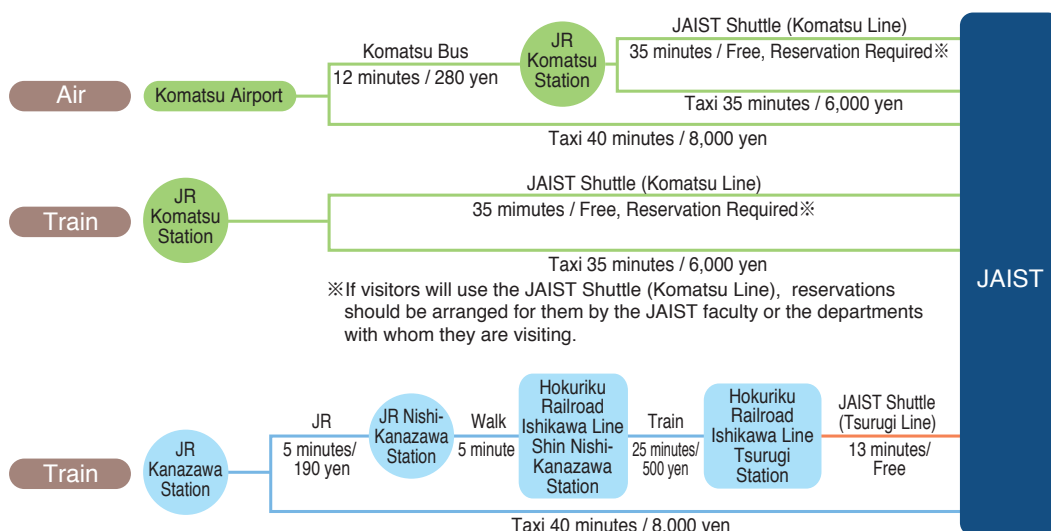 Air
Komatsu Airport
Komatsu Bus
12 minutes / 280 yen
JR
Komatsu
Station
JAIST Shuttle (Komatsu Line)
35 minutes / Free, Reservation Required※
Taxi 35 minutes / 6,000 yen
Taxi 40 minutes / 8,000 yen
Train
JR
Komatsu
Station
JAIST Shuttle (Komatsu Line)
35 mimutes / Free, Reservation Required※
Taxi 35 minutes / 6,000 yen
※If visitors will use the JAIST Shuttle (Komatsu Line), reservations
should be arranged for them by the JAIST faculty or the departments
with whom they are visiting.
JAIST
Train
JR
Kanazawa
Station
JR
5 minutes/
190 yen
JR Nishi-
Kanazawa
Station
Walk
5 minute
Hokuriku
Railroad
Ishikawa Line
Shin Nishi-
Kanazawa
Station
Train
25 minutes/
500 yen
Hokuriku
Railroad
Ishikawa Line
Tsurugi
Station
JAIST Shuttle
(Tsurugi Line)
13 minutes/
Free
Taxi 40 minutes / 8,000 yen